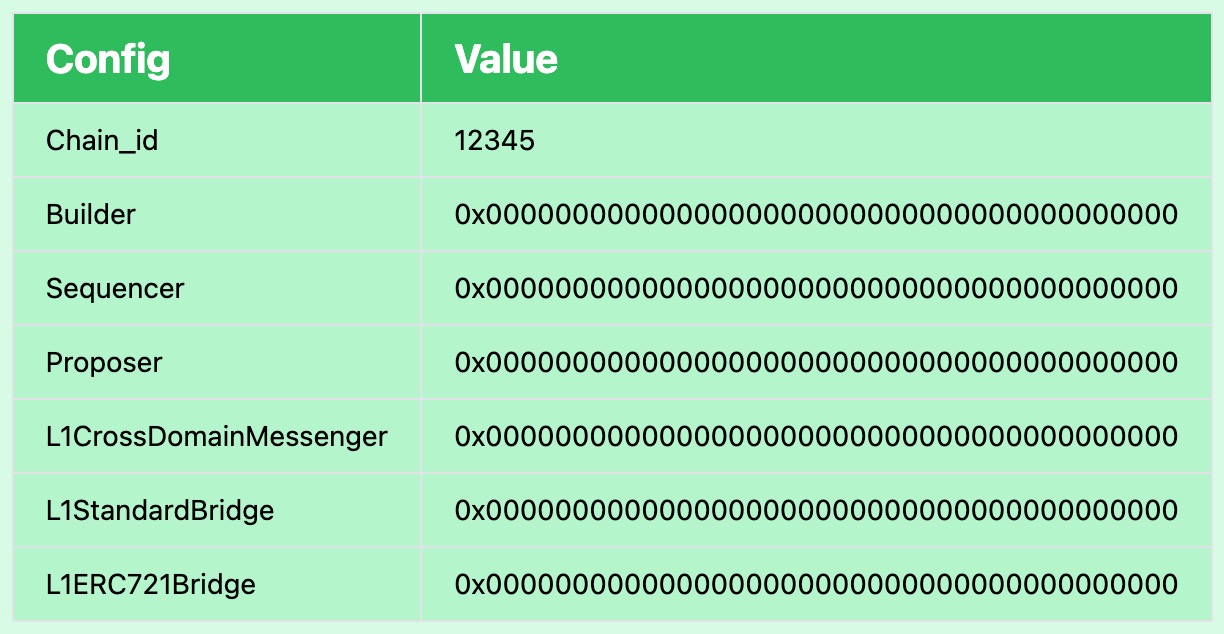 Config Value
Chain_id 12345
Builder 0x0000000000000000000000000000000000000000
Sequencer 0x0000000000000000000000000000000000000000
Proposer 0x0000000000000000000000000000000000000000
L1CrossDomainMessenger 0x0000000000000000000000000000000000000000
L1StandardBridge 0x0000000000000000000000000000000000000000
L1ERC721Bridge 0x0000000000000000000000000000000000000000